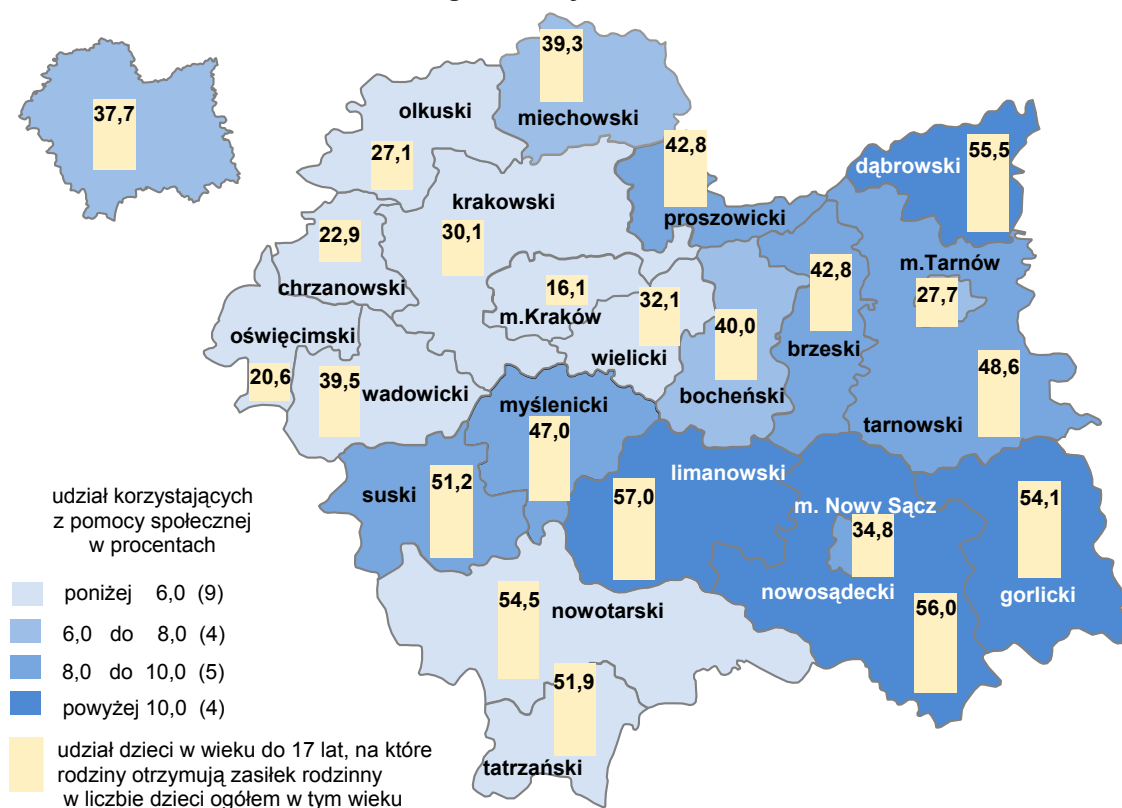 39,3
37,7
olkuski
miechowski
27,1
42,8
55,5
dąbrowski
krakowski
proszowicki
22,9
30,1
chrzanowski
16,1
m.Kraków
32,1
42,8
m.Tarnów
27,7
oświęcimski
wielicki
40,0
brzeski
20,6
39,5
wadowicki
bocheński
48,6
myślenicki
tarnowski
47,0
limanowski
suski
51,2
57,0
m. Nowy Sącz
34,8
54,1
nowosądecki
gorlicki
56,0
54,5
nowotarski
51,9
tatrzański
udział korzystających
z pomocy społecznej
w procentach
poniżej 6,0 (9)
6,0 do 8,0 (4)
8,0 do 10,0 (5)
powyżej 10,0 (4)
udział dzieci w wieku do 17 lat, na które
rodziny otrzymują zasiłek rodzinny
w liczbie dzieci ogółem w tym wieku